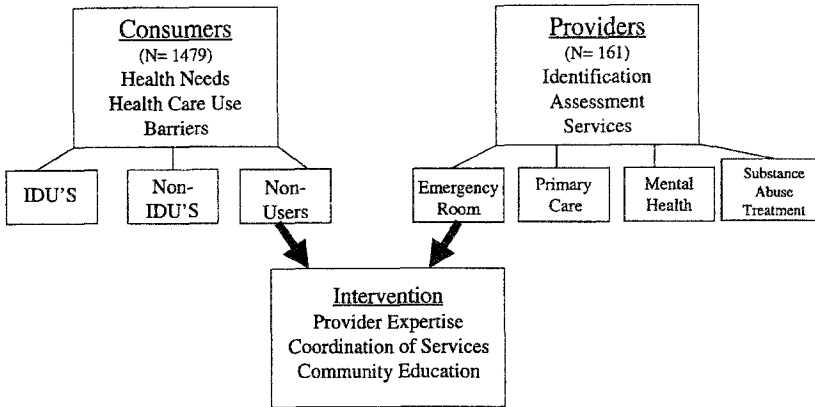 Consumers
(N= 1479)
Health Needs
Health Care Use
Barriers
Providers
(N= 161)
Identification
Assessment
Services
IDU'S
Non-
IDU'S
Non-
Users
Emergency
Room
Primary
Care
Mental
Health
Substance
Abuse
Treatment
Intervention
Provider Expertise
Coordination of Services
Community Education